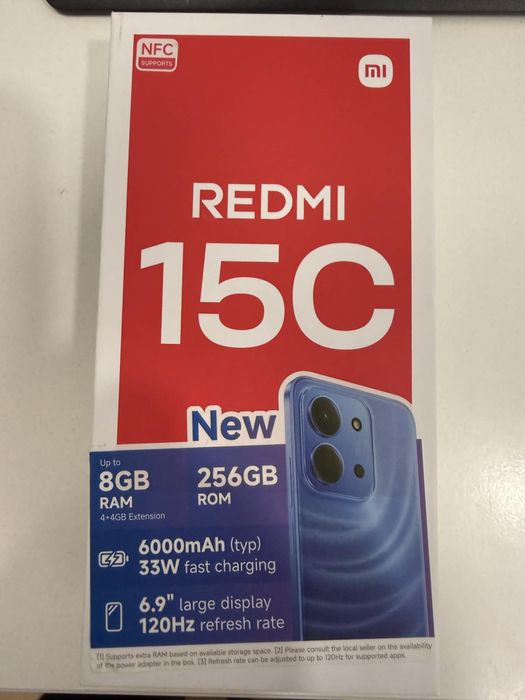 NFC
SUPPORTS
mi
REDMI
15C
New
Up to
8GB
RAM
4+4GB Extension
256GB
ROM
6000mAh (typ)
33W fast charging
6.9" large display
120Hz refresh rate
[1] Supports extra RAM based on available storage space. [2] Please consult the local seller on the availability
of the power adapter in the box. [3] Refresh rate can be adjusted to up to 120Hz for supported apps.